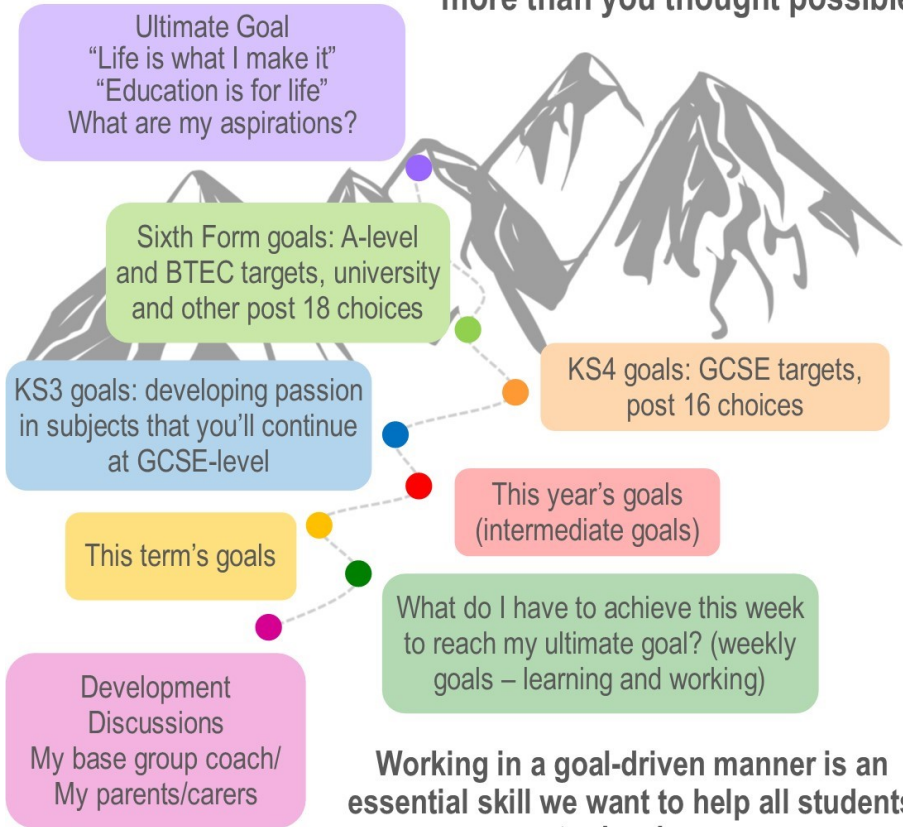 more than you thought possible
Ultimate Goal
“Life is what I make it”
“Education is for life”
What are my aspirations?
Sixth Form goals: A-level
and BTEC targets, university
and other post 18 choices
KS4 goals: GCSE targets,
post 16 choices
KS3 goals: developing passion
in subjects that you’ll continue
at GCSE-level
This year’s goals
(intermediate goals)
This term’s goals
What do I have to achieve this week
to reach my ultimate goal? (weekly
goals – learning and working)
Development
Discussions
My base group coach/
My parents/carers
Working in a goal-driven manner is an
essential skill we want to help all students